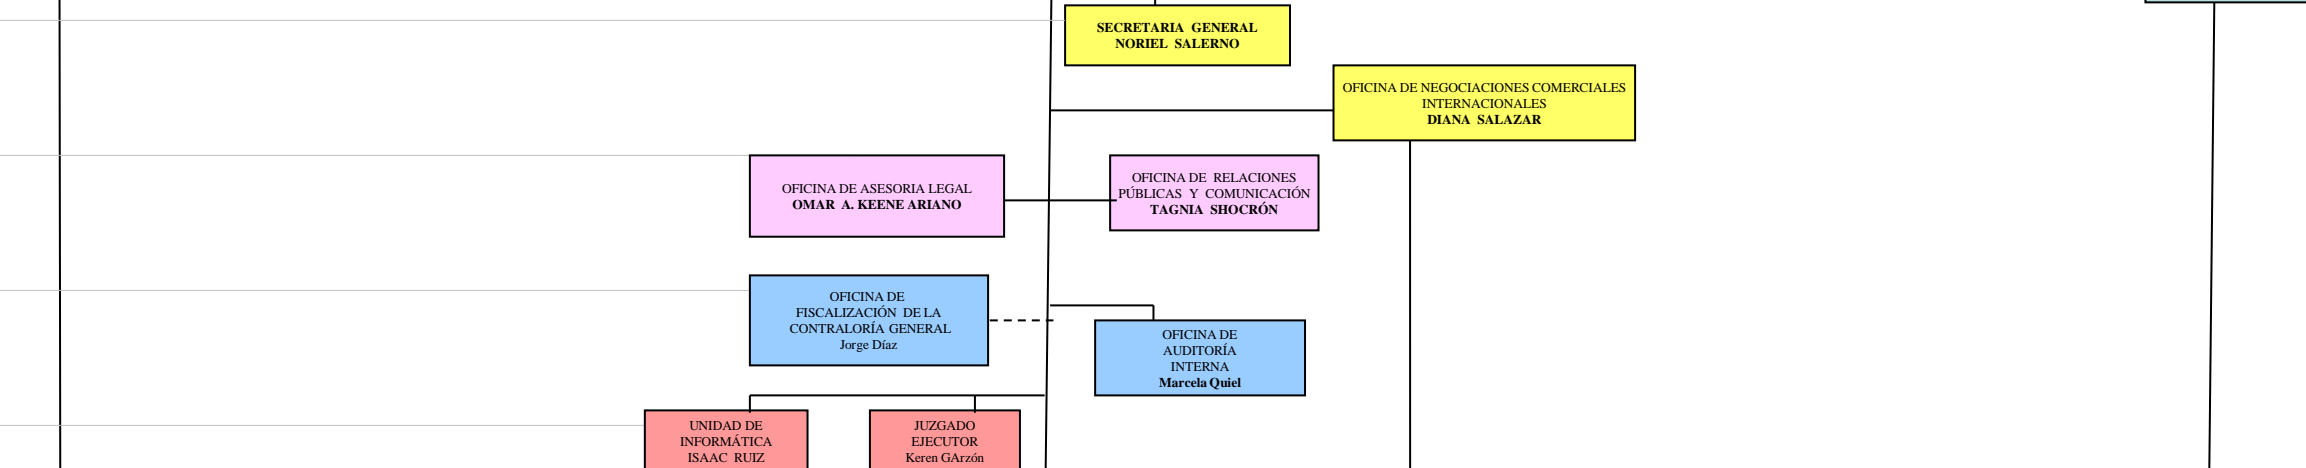 SECRETARIA GENERAL
NORIEL SALERNO
OFICINA DE NEGOCIACIONES COMERCIALES
INTERNACIONALES
DIANA SALAZAR
OFICINA DE ASESORIA LEGAL
OMAR A. KEENE ARIANO
OFICINA DE RELACIONES
PÚBLICAS Y COMUNICACIÓN
TAGNIA SHOCRÓN
OFICINA DE
FISCALIZACIÓN DE LA
CONTRALORÍA GENERAL
Jorge Díaz
OFICINA DE
AUDITORÍA
INTERNA
Marcela Quiel
UNIDAD DE
INFORMÁTICA
ISAAC RUIZ
JUZGADO
EJECUTOR
Keren GArzón